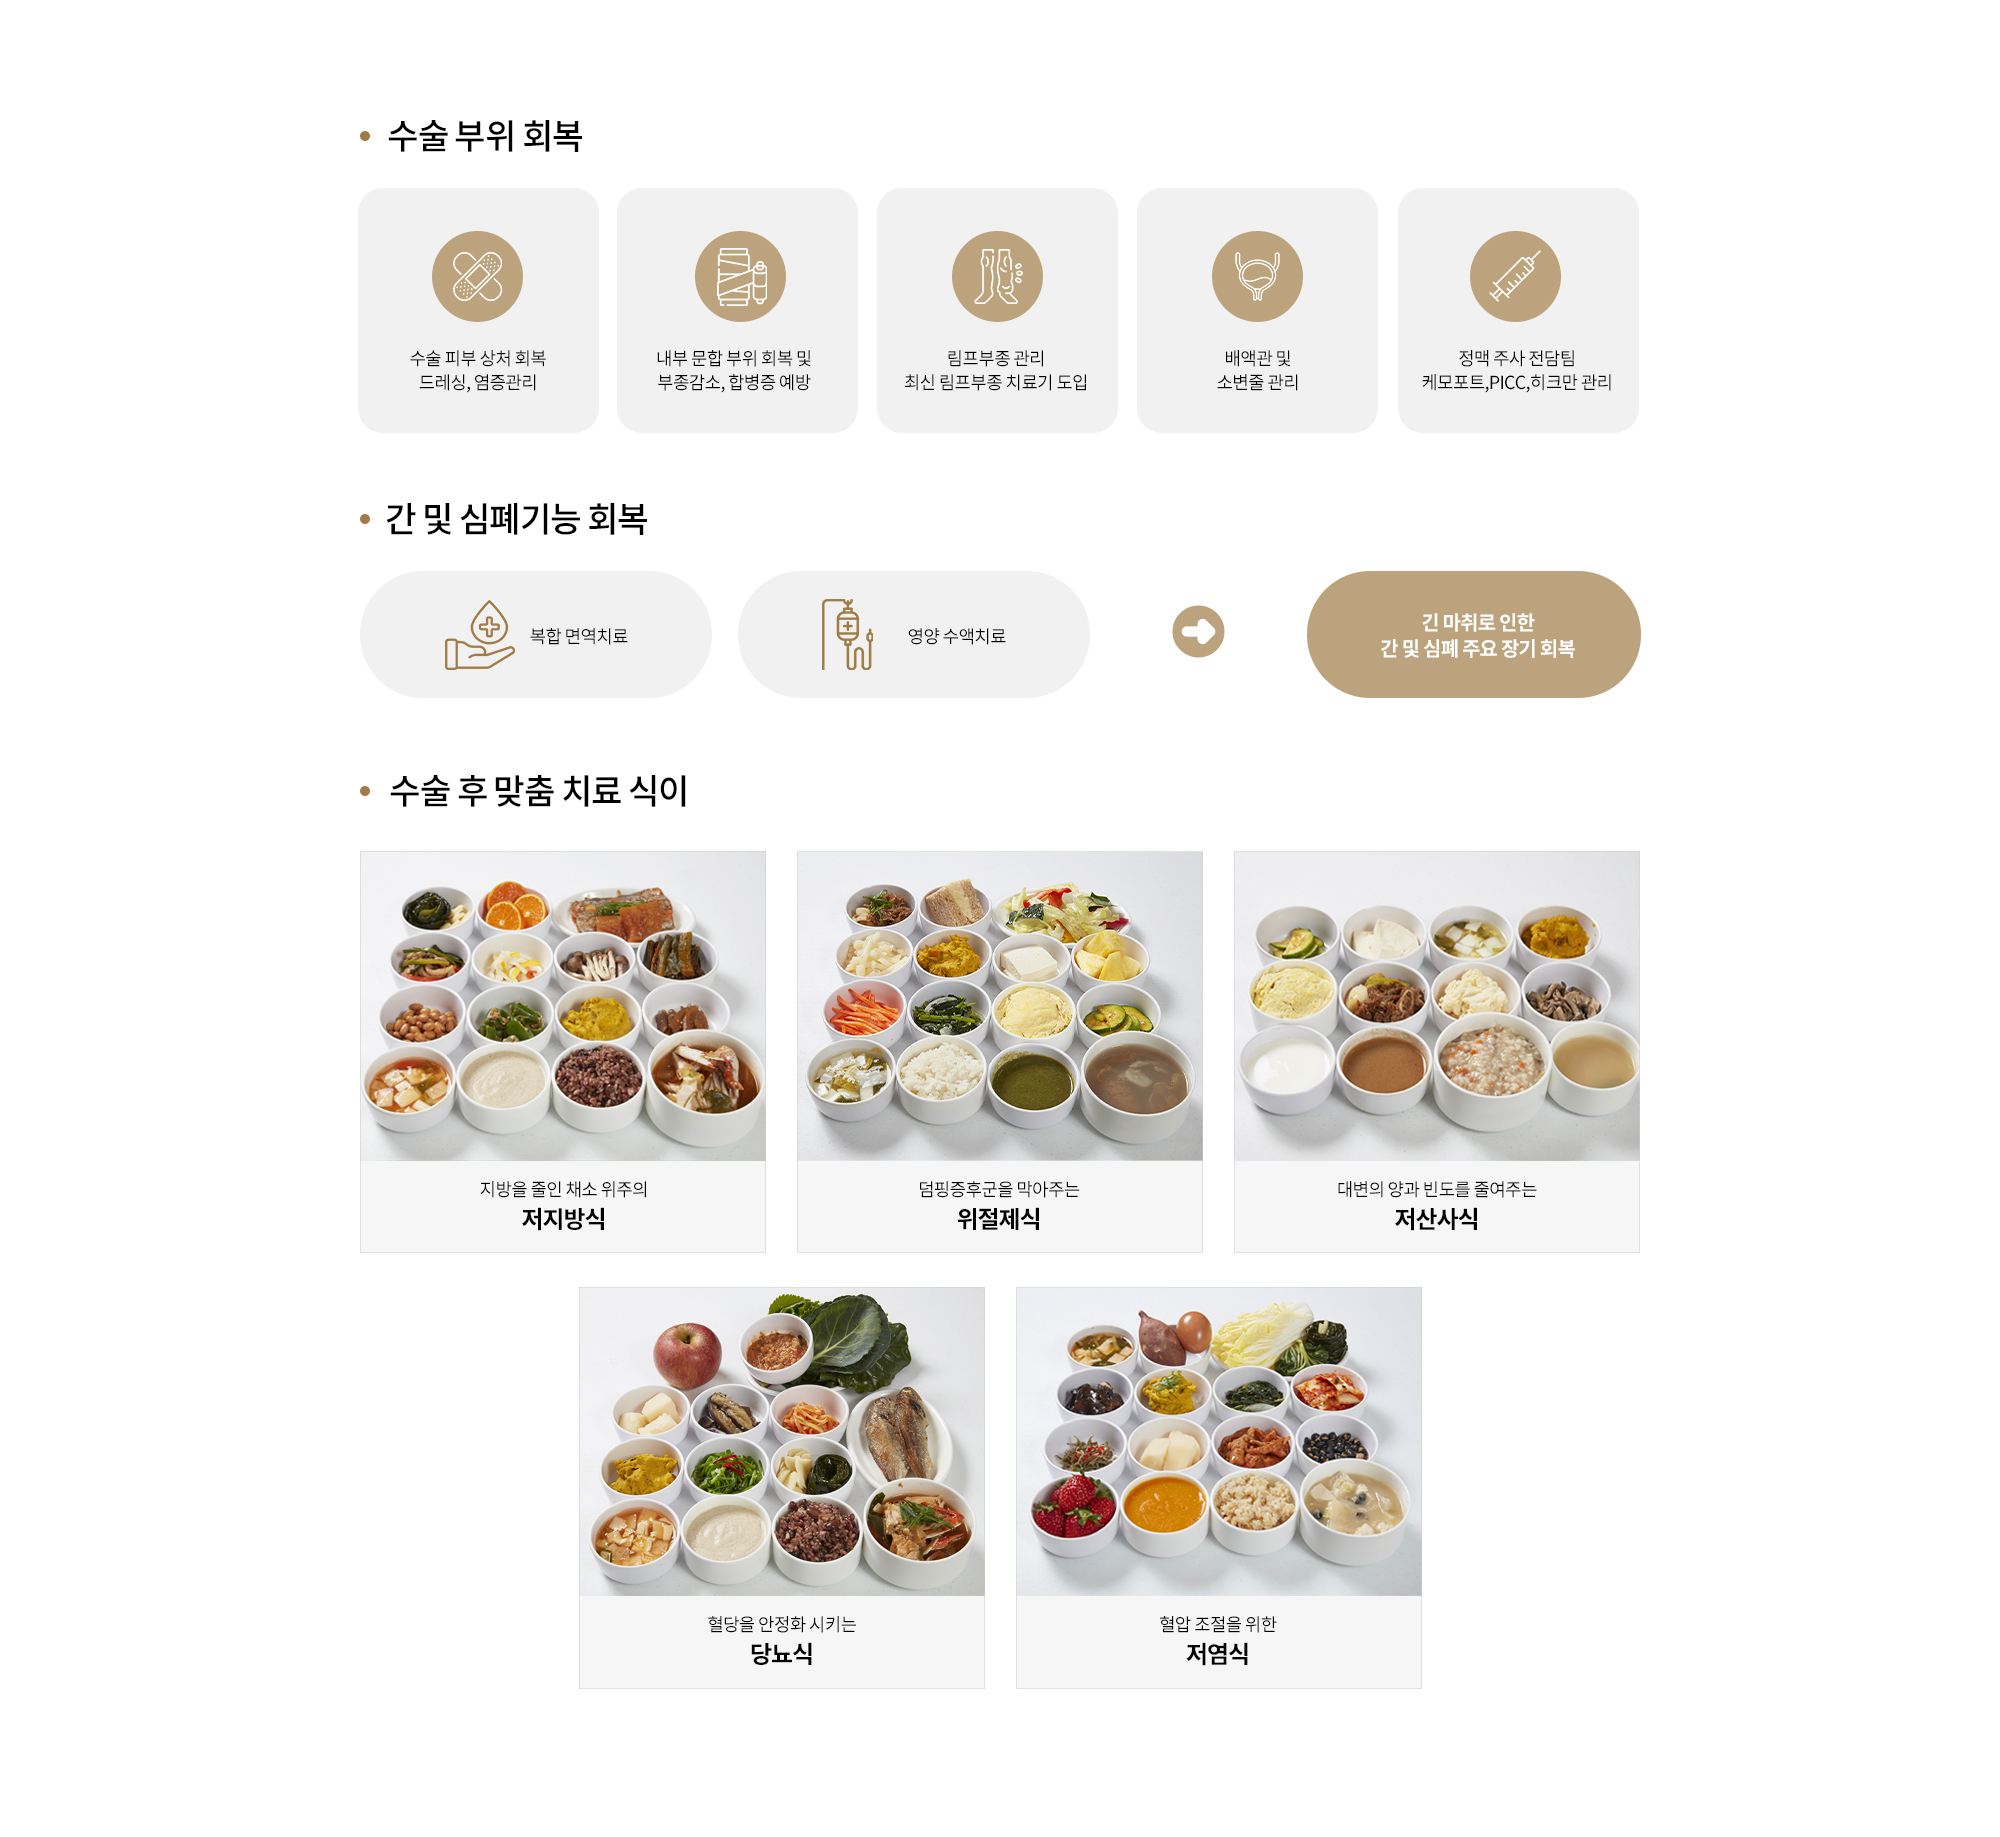 수술 부위 회복
수술 피부 상처 회복
드레싱, 염증관리
내부 문합 부위 회복 및
부종감소, 합병증 예방
림프부종 관리
최신 림프부종 치료기 도입
배액관 및
소변줄 관리
정맥 주사 전담팀
케모포트,PICC,히크만 관리
간 및 심폐기능 회복
복합 면역치료
영양 수액치료
긴 마취로 인한
간 및 심폐 주요 장기 회복
수술 후 맞춤 치료 식이
지방을 줄인 채소 위주의
저지방식
덤핑증후군을 막아주는
위절제식
대변의 양과 빈도를 줄여주는
저산사식
혈당을 안정화 시키는
당뇨식
혈압 조절을 위한
저염식